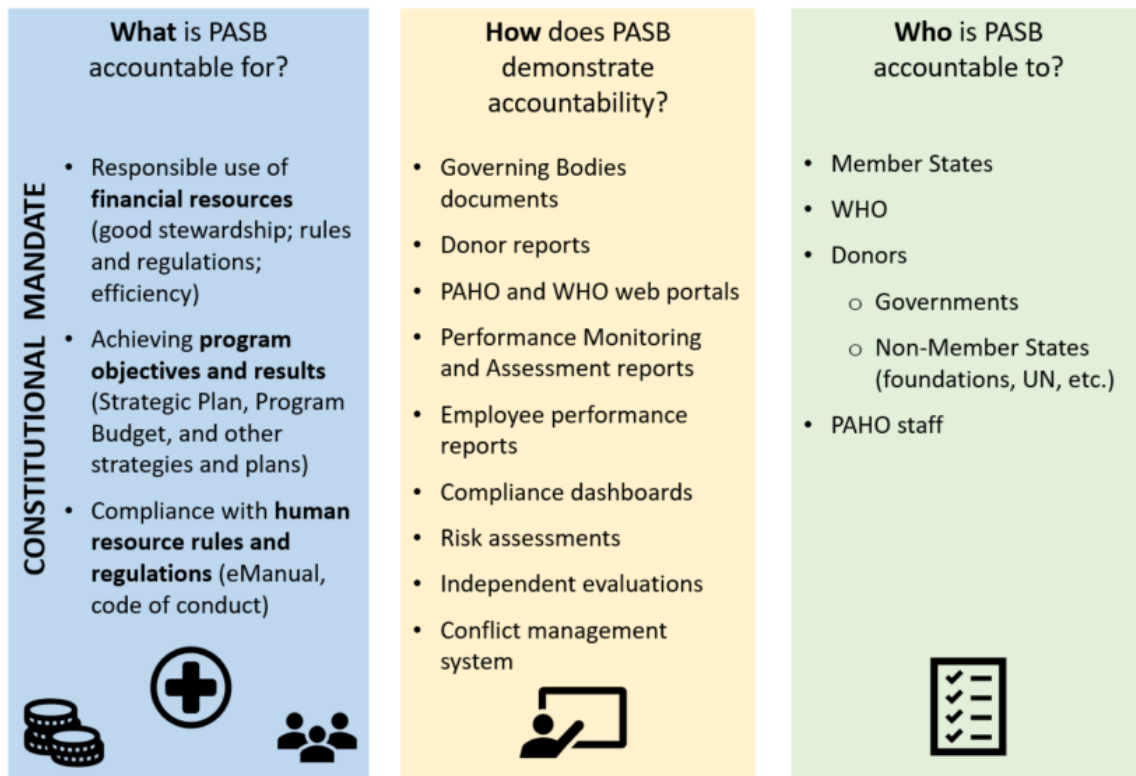 What is PASB
accountable for?
CONSTITUTIONAL MANDATE
• Responsible use of
financial resources
(good stewardship; rules
and regulations;
efficiency)
• Achieving program
objectives and results
(Strategic Plan, Program
Budget, and other
strategies and plans)
• Compliance with human
resource rules and
regulations (eManual,
code of conduct)
How does PASB
demonstrate
accountability?
• Governing Bodies
documents
• Donor reports
• PAHO and WHO web portals
• Performance Monitoring
and Assessment reports
• Employee performance
reports
• Compliance dashboards
• Risk assessments
• Independent evaluations
• Conflict management
system
Who is PASB
accountable to?
• Member States
• WHO
• Donors
o Governments
o Non-Member States
(foundations, UN, etc.)
• PAHO staff